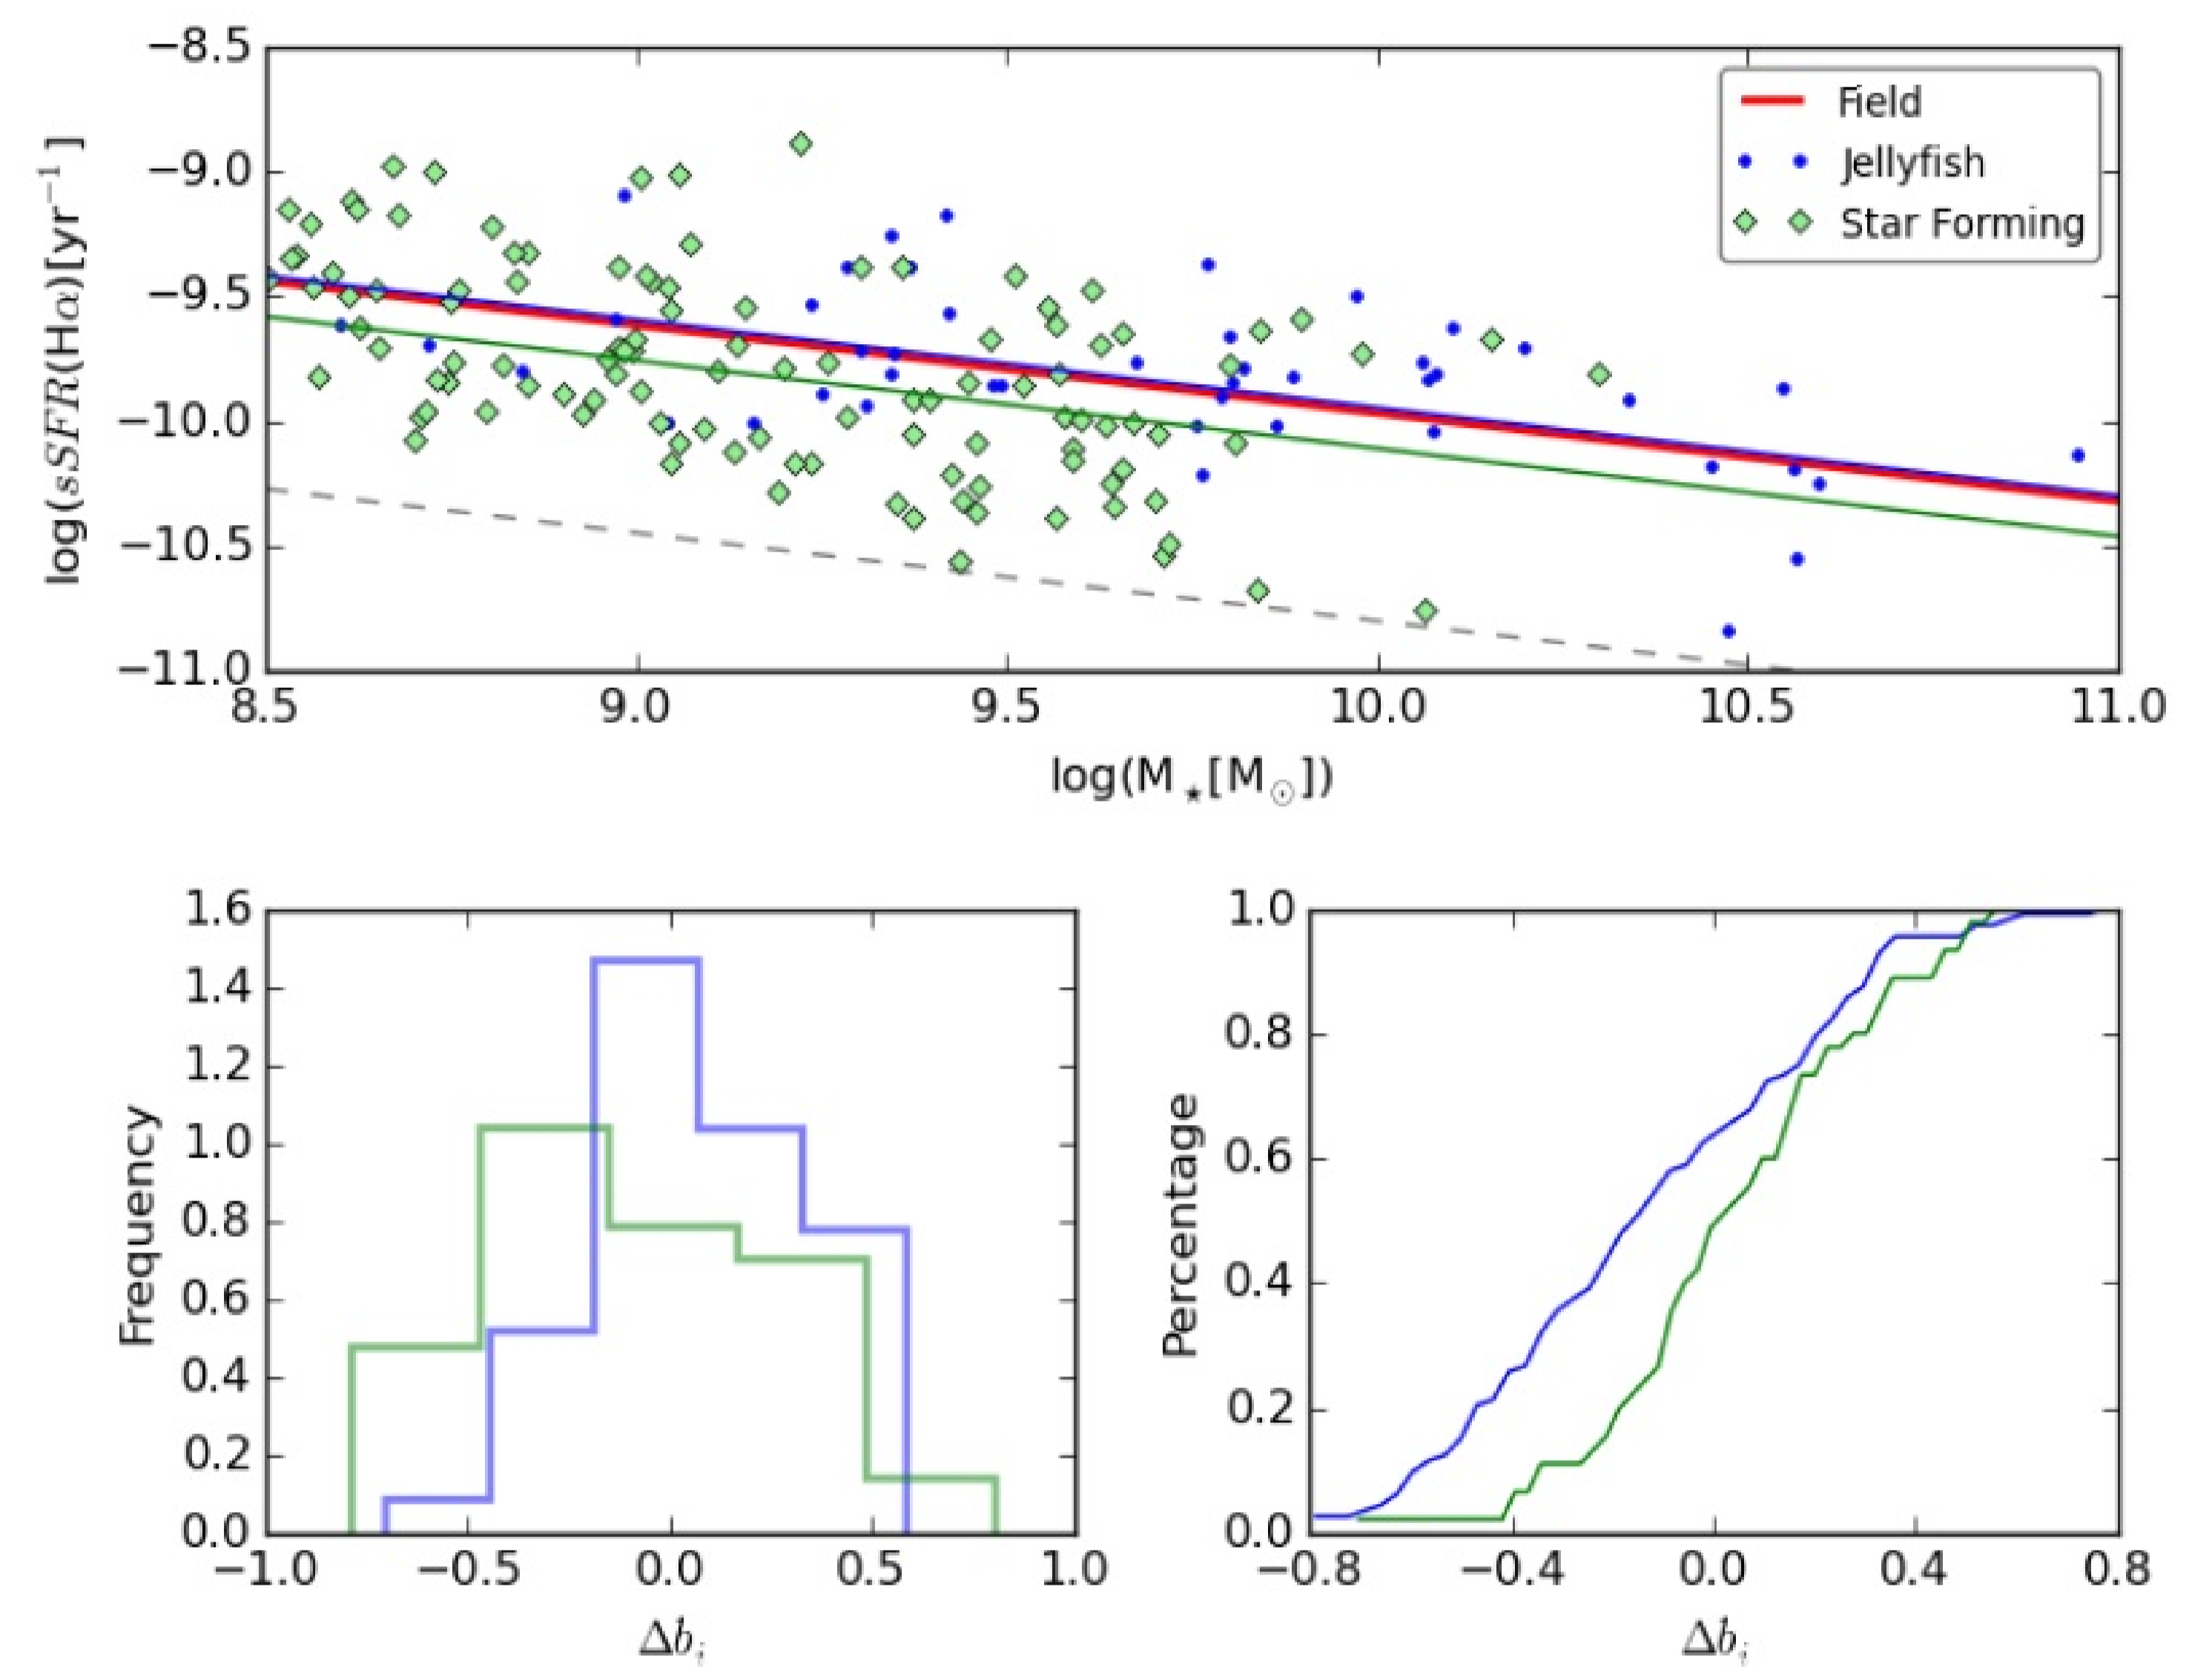 −8.5
−9.0
−9.5
−10.0
−10.5
−11.0
log(sSFR(Hα)[yr⁻¹]
Field
Jellyfish
Star Forming
8.5 9.0 9.5 10.0 10.5 11.0
log(M⋆[M⊙])
1.6
1.4
1.2
1.0
0.8
0.6
0.4
0.2
0.0
Frequency
−1.0 −0.5 0.0 0.5 1.0
Δbᵢ
1.0
0.8
0.6
0.4
0.2
0.0
Percentage
−0.8 −0.4 0.0 0.4 0.8
Δbᵢ